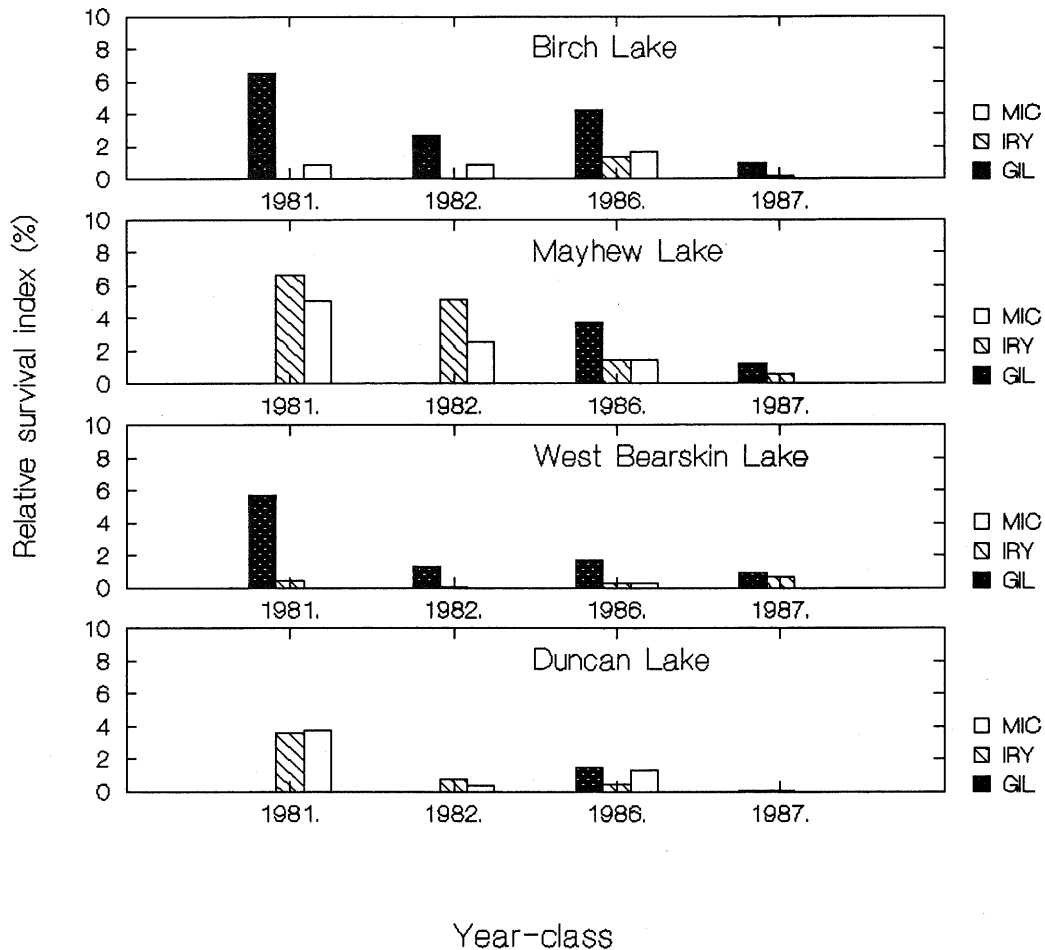 Relative survival index (%)
10
8
6
4
2
0
Birch Lake
1981. 1982. 1986. 1987.
MIC
IRY
GIL
10
8
6
4
2
0
Mayhew Lake
1981. 1982. 1986. 1987.
MIC
IRY
GIL
10
8
6
4
2
0
West Bearskin Lake
1981. 1982. 1986. 1987.
MIC
IRY
GIL
10
8
6
4
2
0
Duncan Lake
1981. 1982. 1986. 1987.
MIC
IRY
GIL
Year-class